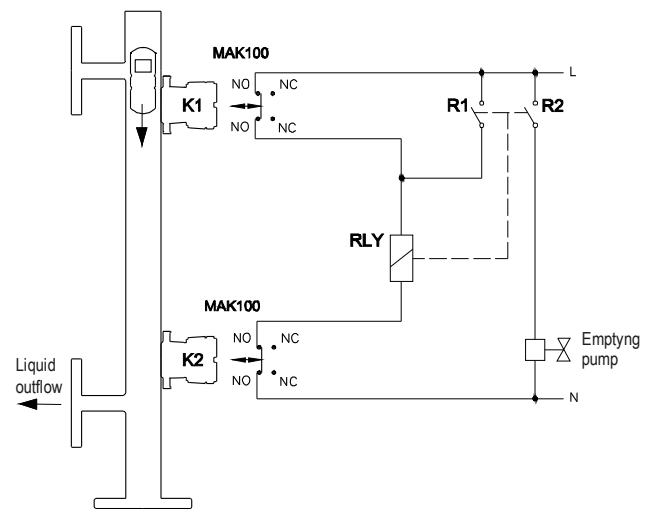 MAK100
NO NC
L
K1
R1 R2
NO NC
RLY
MAK100
NO NC
Emptyng
pump
K2
Liquid
outflow
NO NC
N